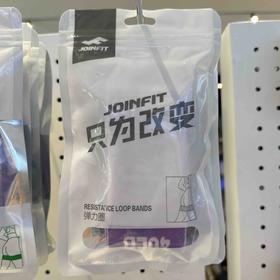 JOINFIT
JOINFIT
只为改变
RESISTANCE LOOP BANDS
弹力圈